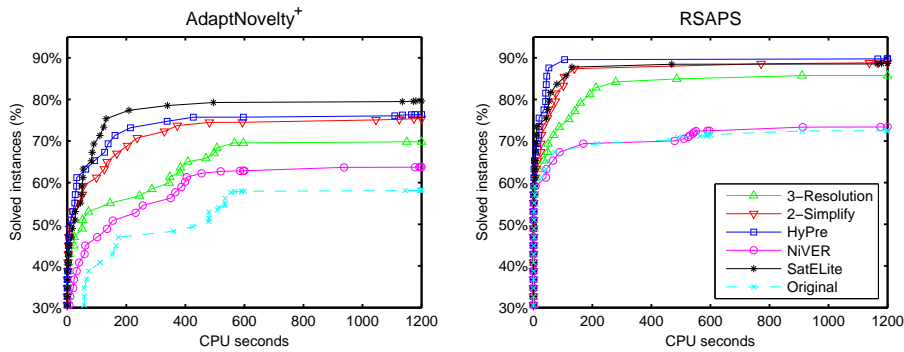 AdaptNovelty+
90%
80%
70%
60%
50%
40%
30%
0 200 400 600 800 1000 1200
CPU seconds
Solved instances (%)
RSAPS
90%
80%
70%
60%
50%
40%
30%
0 200 400 600 800 1000 1200
CPU seconds
Solved instances (%)
3−Resolution
2−Simplify
HyPre
NiVER
SatELite
Original